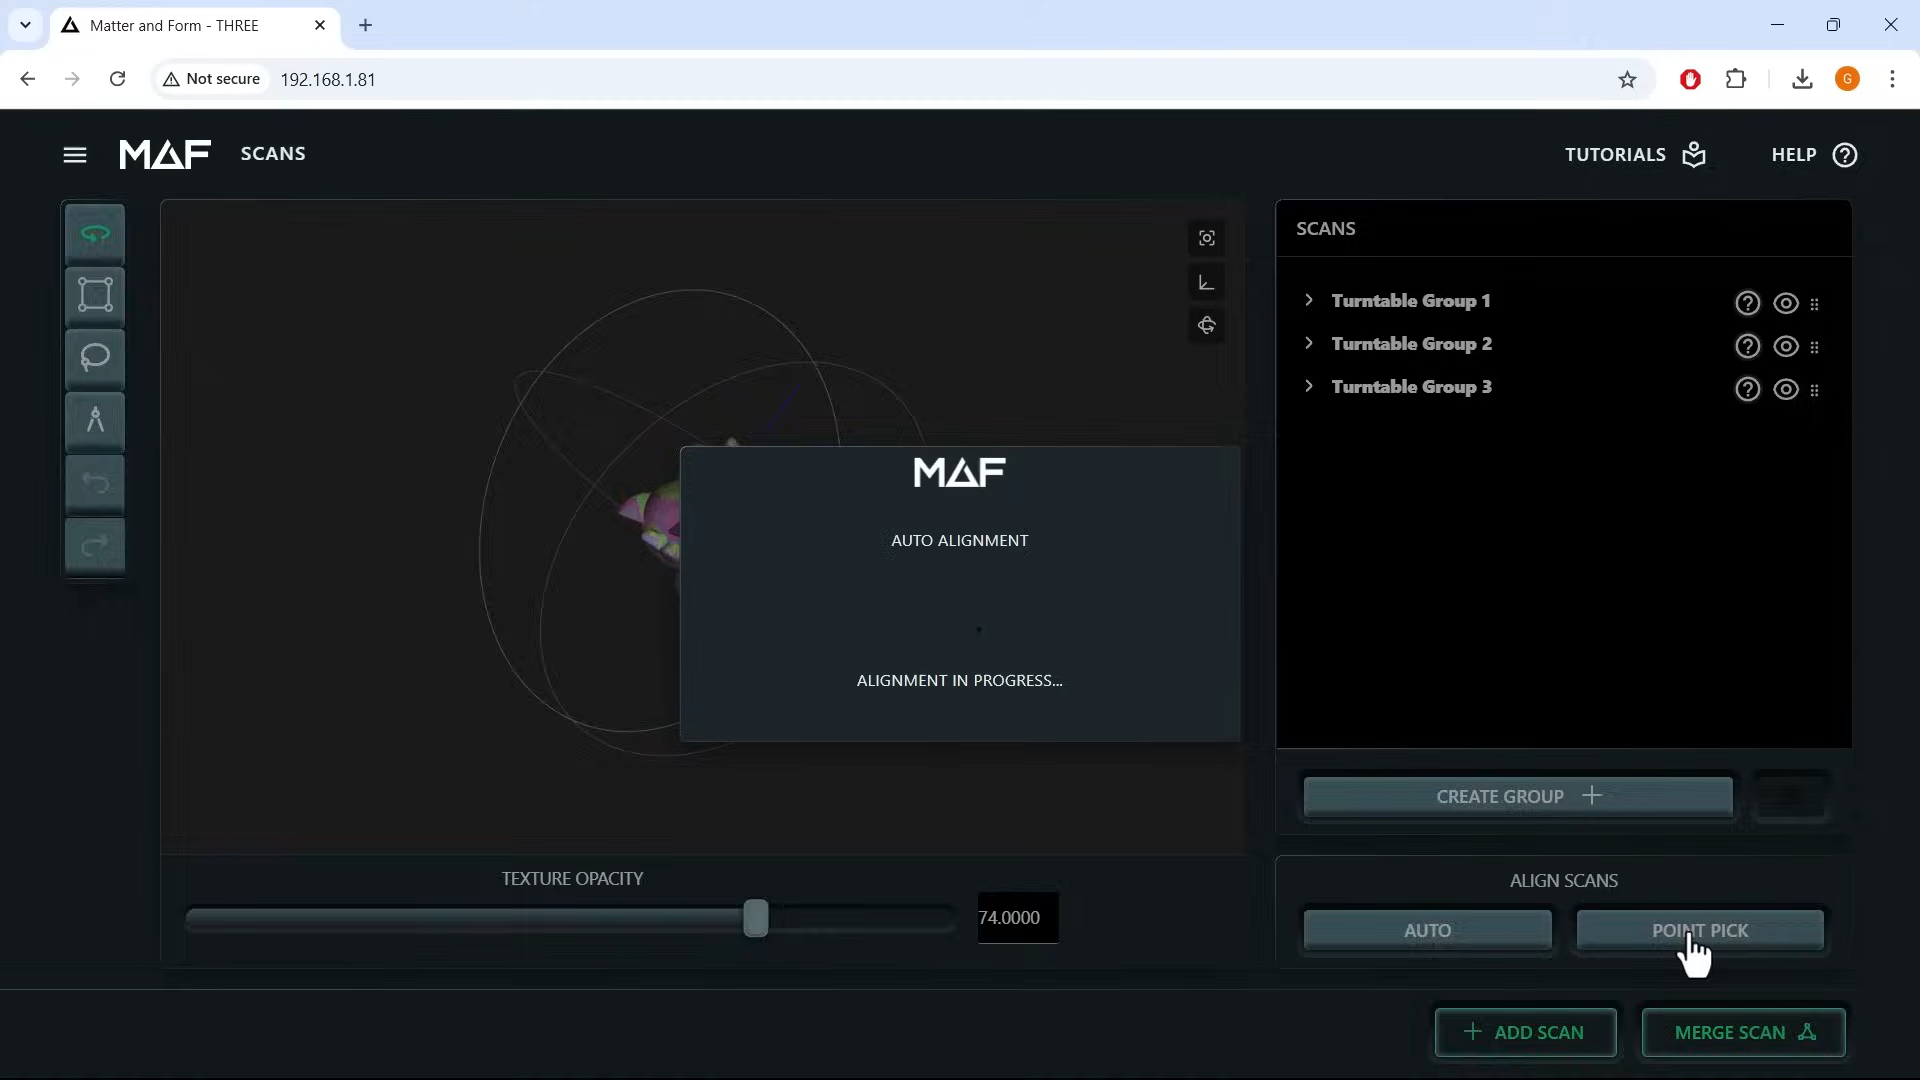 Matter and Form - THREE
Not secure
192.168.1.81
G
MAF
SCANS
TUTORIALS
HELP
SCANS
Turntable Group 1
Turntable Group 2
Turntable Group 3
MAF
AUTO ALIGNMENT
ALIGNMENT IN PROGRESS...
CREATE GROUP
TEXTURE OPACITY
74.0000
ALIGN SCANS
AUTO
POINT PICK
ADD SCAN
MERGE SCAN